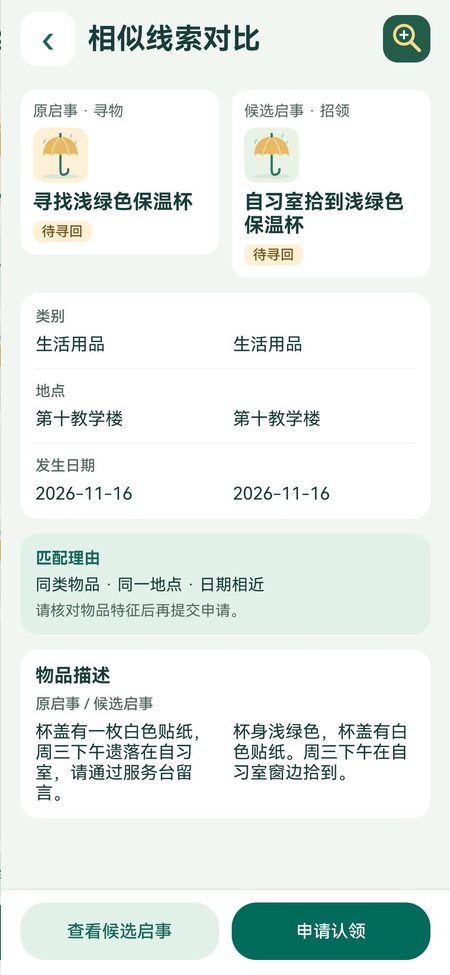 相似线索对比
原启事 · 寻物
寻找浅绿色保温杯
待寻回
候选启事 · 招领
自习室拾到浅绿色
保温杯
待寻回
类别
生活用品 生活用品
地点
第十教学楼 第十教学楼
发生日期
2026-11-16 2026-11-16
匹配理由
同类物品 · 同一地点 · 日期相近
请核对物品特征后再提交申请。
物品描述
原启事 / 候选启事
杯盖有一枚白色贴纸，
周三下午遗落在自习
室，请通过服务台留
言。
杯身浅绿色，杯盖有白
色贴纸。周三下午在自
习室窗边拾到。
查看候选启事
申请认领